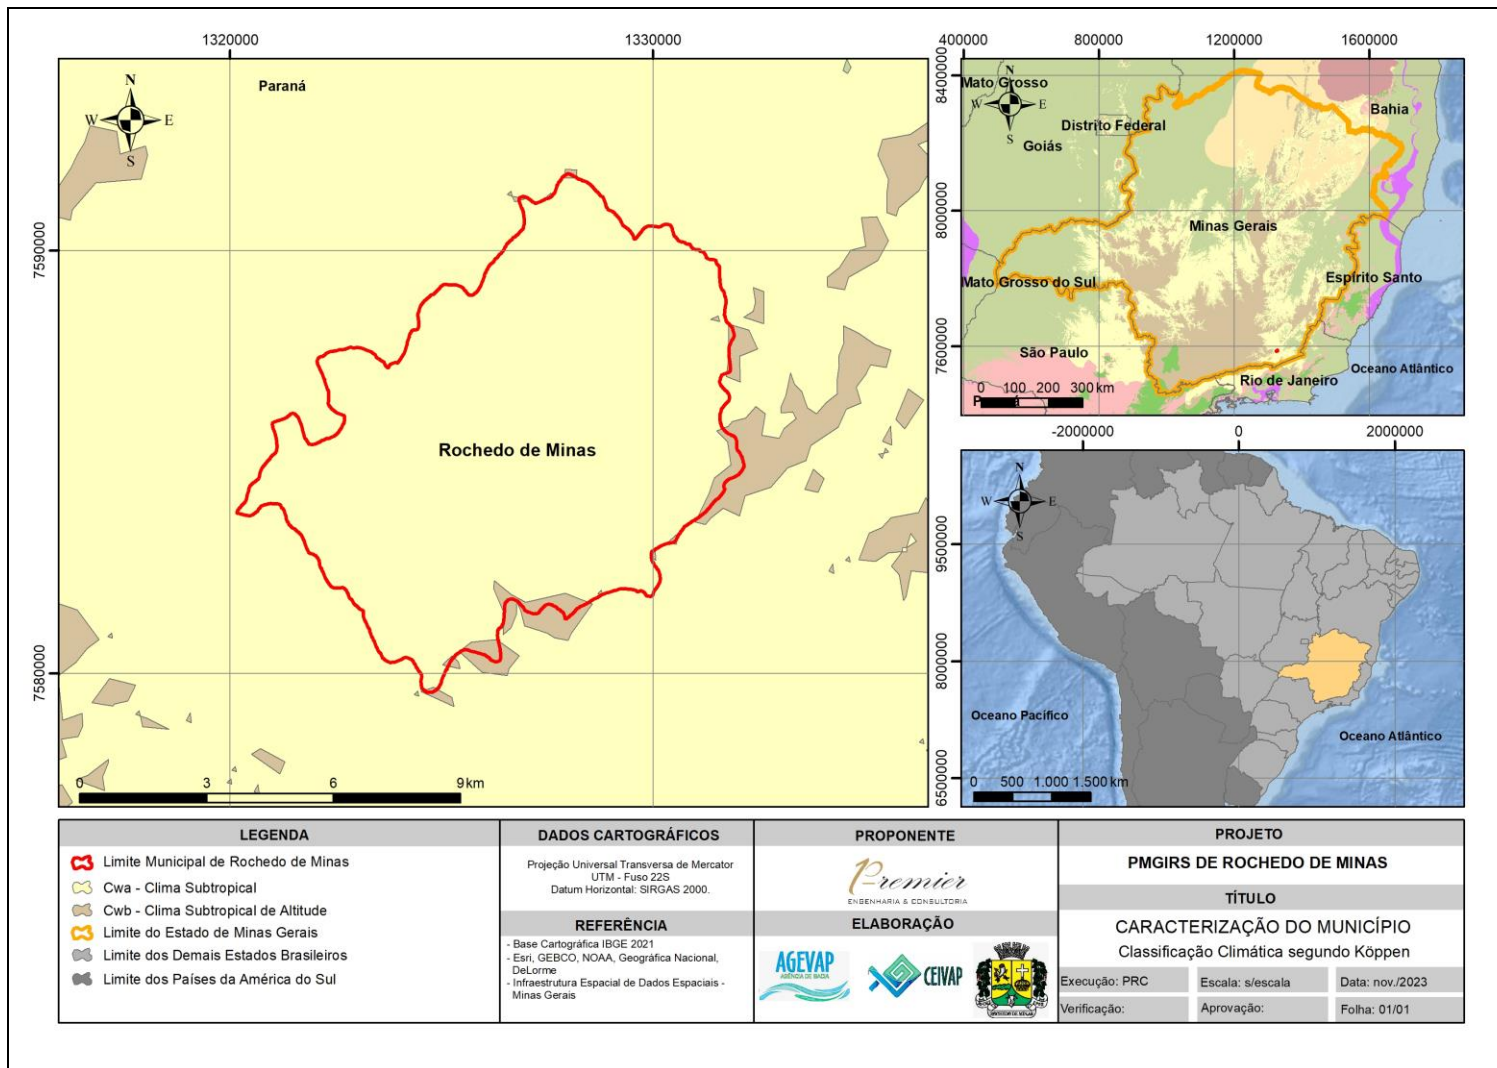 1320000
1330000
7590000
7580000
Paraná
N
W
E
S
Rochedo de Minas
0
3
6
9 km
400000
800000
1200000
1600000
8400000
8000000
7600000
Mato Grosso
N
W
E
S
Distrito Federal
Goiás
Bahia
Minas Gerais
Mato Grosso do Sul
Espírito Santo
São Paulo
Rio de Janeiro
Oceano Atlântico
0 100 200 300 km
-2000000
0
2000000
9500000
8000000
6500000
N
W
E
S
Oceano Pacífico
Oceano Atlântico
0 500 1.000 1.500 km
LEGENDA
Limite Municipal de Rochedo de Minas
Cwa - Clima Subtropical
Cwb - Clima Subtropical de Altitude
Limite do Estado de Minas Gerais
Limite dos Demais Estados Brasileiros
Limite dos Países da América do Sul
DADOS CARTOGRÁFICOS
Projeção Universal Transversa de Mercator
UTM - Fuso 22S
Datum Horizontal: SIRGAS 2000.
REFERÊNCIA
- Base Cartográfica IBGE 2021
- Esri, GEBCO, NOAA, Geográfica Nacional,
DeLorme
- Infraestrutura Espacial de Dados Espaciais -
Minas Gerais
PROPONENTE
Premier
ENGENHARIA & CONSULTORIA
ELABORAÇÃO
AGEVAP
AGÊNCIA DE BACIA
CEIVAP
PROJETO
PMGIRS DE ROCHEDO DE MINAS
TÍTULO
CARACTERIZAÇÃO DO MUNICÍPIO
Classificação Climática segundo Köppen
Execução: PRC
Escala: s/escala
Data: nov./2023
Verificação:
Aprovação:
Folha: 01/01